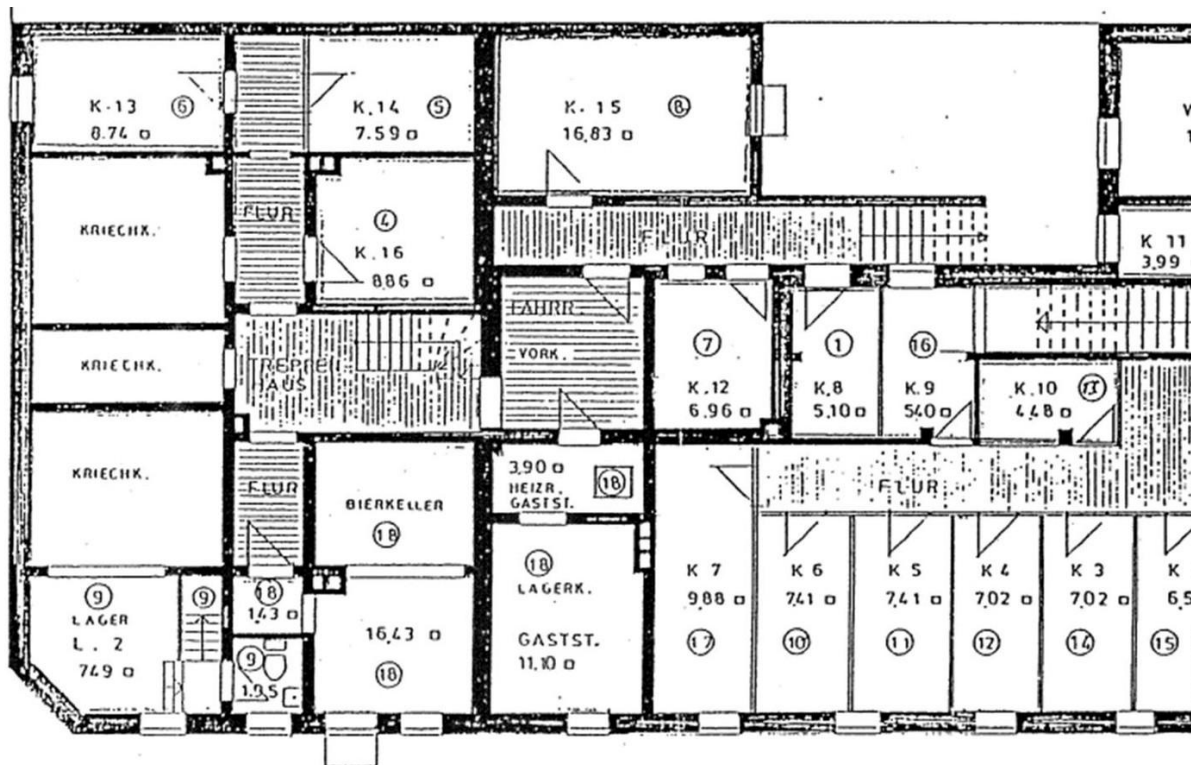 K.13
6
8.74 □
K.14
5
7.59 □
K. 15
8
16,83 □
K 11
3,99
KRIECHK.
FLUR
4
K.16
8.86 □
FLUR
FAHRR.
VORK.
7
K.12
6,96 □
1
K.8
5,10 □
16
K.9
5.40 □
K.10
4.48 □
KRIECHK.
TREPPEN
HAUS
KRIECHK.
FLUR
BIERKELLER
18
3,90 □
HEIZR.
GASTST.
18
FLUR
9
LAGER
L. 2
7.49 □
9
18
1.43 □
9
1.95
16,43 □
18
18
LAGERK.
GASTST.
11,10 □
K 7
9,88 □
17
K 6
7,41 □
10
K 5
7,41 □
11
K 4
7,02 □
12
K 3
7,02 □
14
K
6,5
15